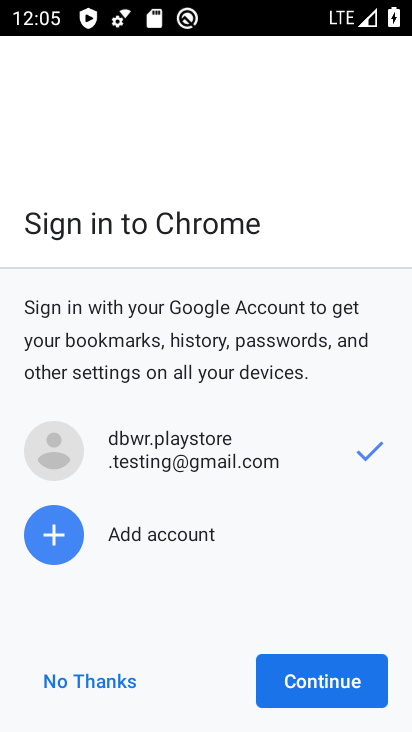 12:05 LTE
Sign in to Chrome
Sign in with your Google Account to get
your bookmarks, history, passwords, and
other settings on all your devices.
dbwr.playstore
.testing@gmail.com
Add account
No Thanks Continue